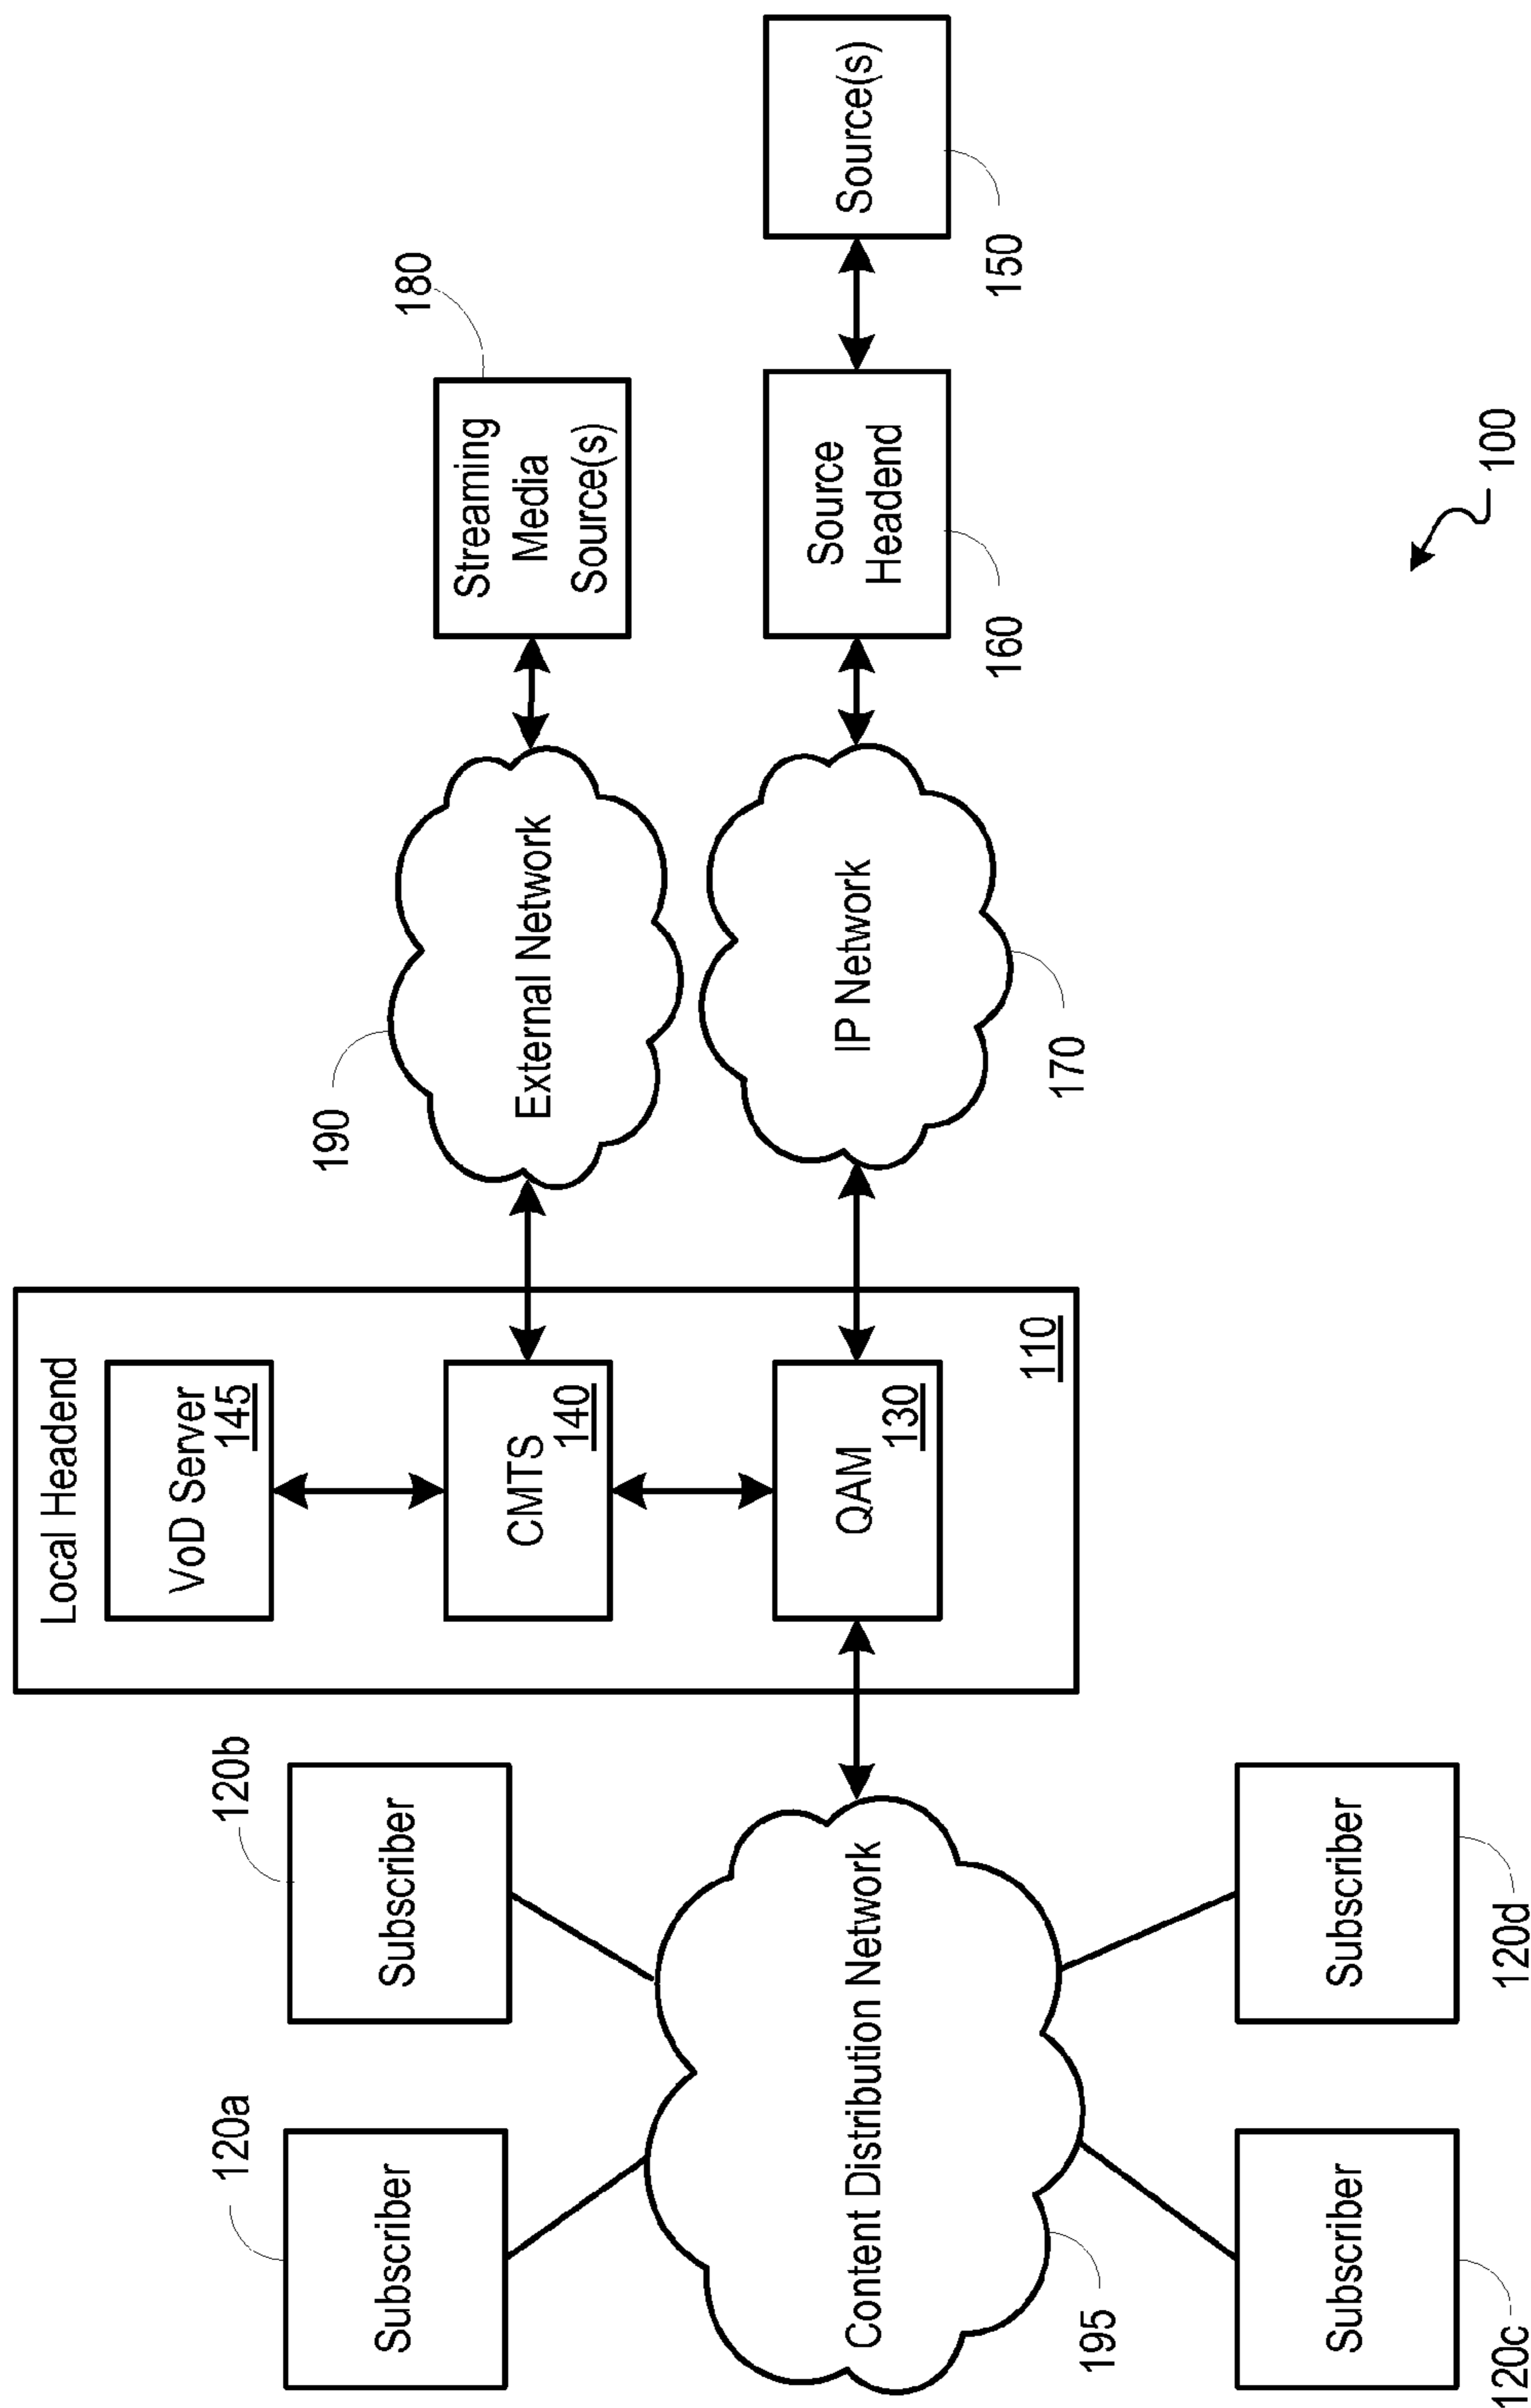 120a
Subscriber
120b
Subscriber
Local Headend
VoD Server
145
CMTS
140
QAM
130
110
190
External Network
180
Streaming
Media
Source(s)
Content Distribution Network
195
IP Network
170
Source
Headend
160
Source(s)
150
Subscriber
120c
Subscriber
120d
100